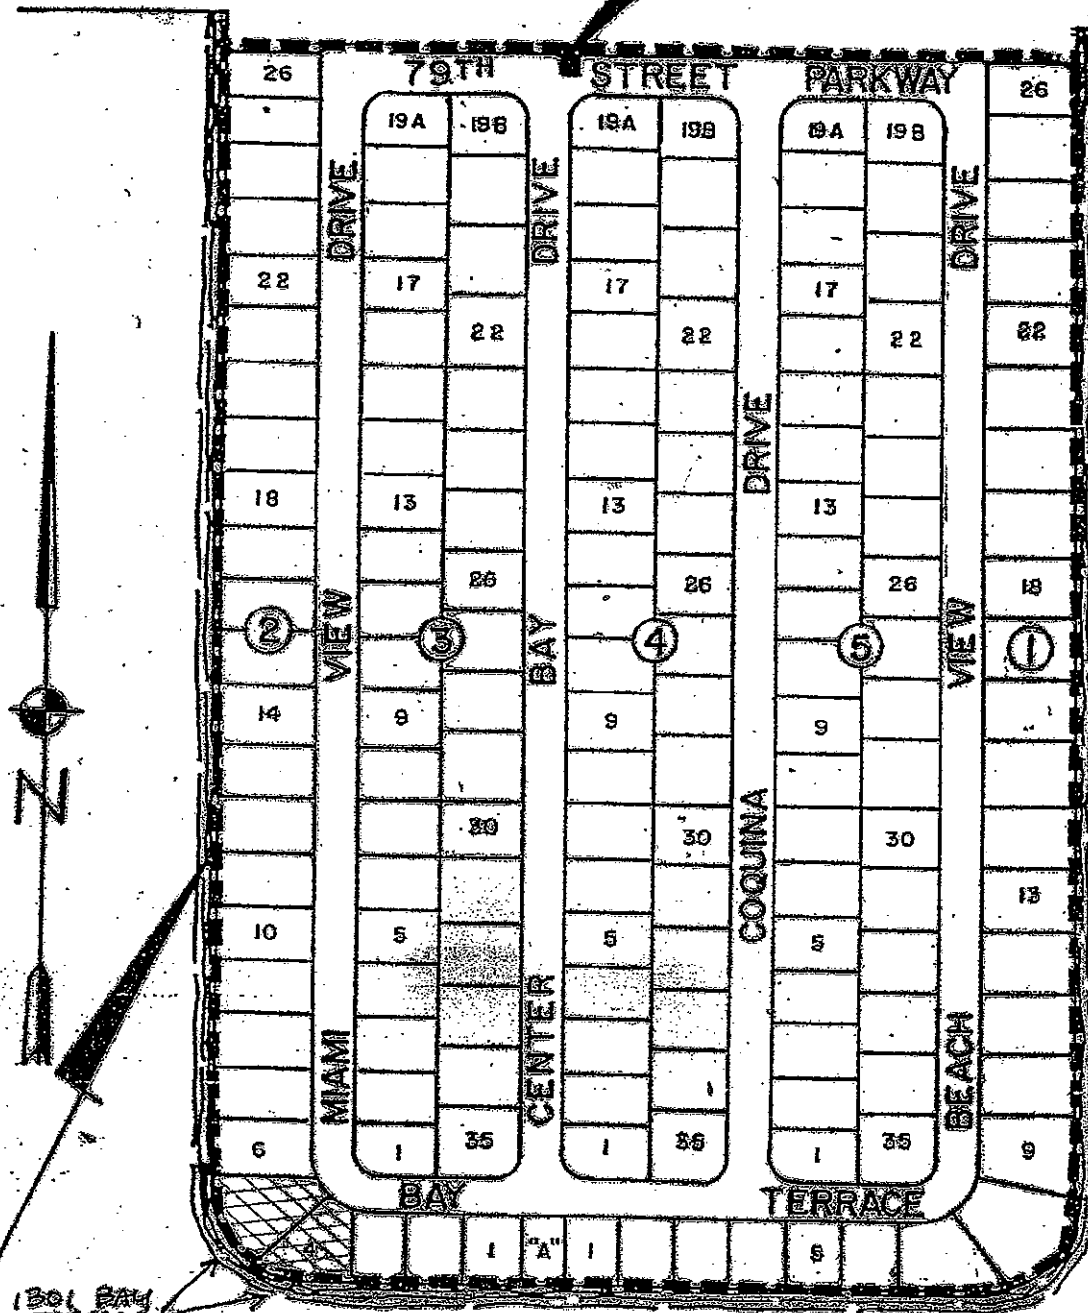 79TH STREET PARKWAY
26 26
19A 19B 19A 19B 19A 19B
DRIVE DRIVE DRIVE
22 17 17 17
22 22 22 22
DRIVE
18 13 13 13
26 26 26 18
VIEW BAY VIEW
2 3 4 5 1
14 9 9 9
N
30 30 30
COQUINA
13
10 5 5 5
MIAMI CENTER BEACH
6 1 35 1 35 1 35 9
BAY TERRACE
4 1 "A" 1 5
1301 BAY